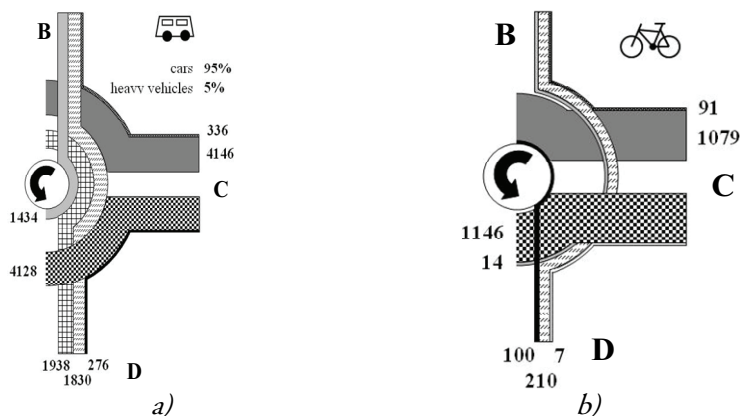 B
cars 95%
heavy vehicles 5%
336
4146
C
1434
4128
1938 276
1830
D
a)
B
91
1079
C
1146
14
100 7
210
D
b)